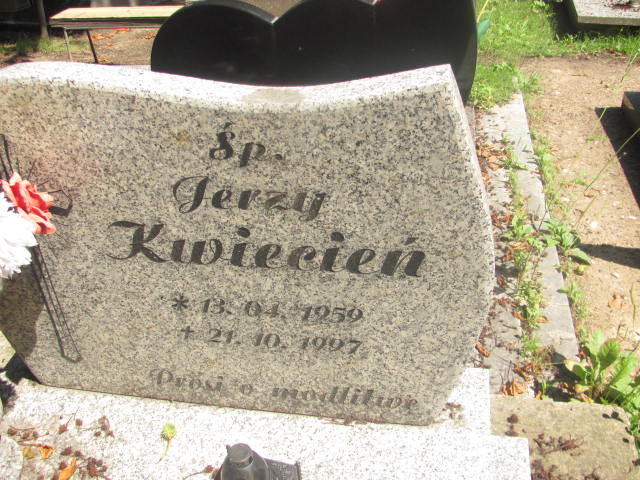 Śp.
Jerzy
Kwiecień
* 13. 04. 1959
+ 21. 10. 1997
Prosi o modlitwę